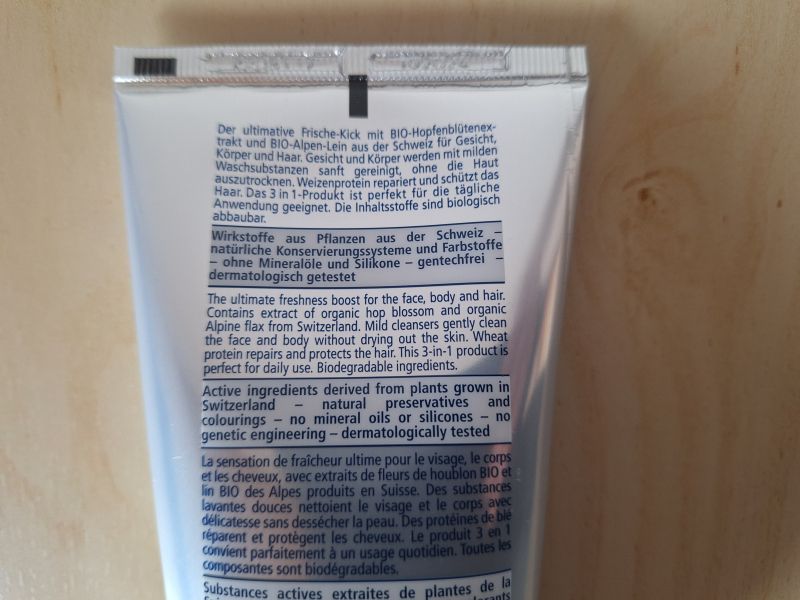 Der ultimative Frische-Kick mit BIO-Hopfenblütenex-
trakt und BIO-Alpen-Lein aus der Schweiz für Gesicht,
Körper und Haar. Gesicht und Körper werden mit milden
Waschsubstanzen sanft gereinigt, ohne die Haut
auszutrocknen. Weizenprotein repariert und schützt das
Haar. Das 3 in 1-Produkt ist perfekt für die tägliche
Anwendung geeignet. Die Inhaltsstoffe sind biologisch
abbaubar.
Wirkstoffe aus Pflanzen aus der Schweiz –
natürliche Konservierungssysteme und Farbstoffe
– ohne Mineralöle und Silikone – gentechfrei –
dermatologisch getestet
The ultimate freshness boost for the face, body and hair.
Contains extract of organic hop blossom and organic
Alpine flax from Switzerland. Mild cleansers gently clean
the face and body without drying out the skin. Wheat
protein repairs and protects the hair. This 3-in-1 product is
perfect for daily use. Biodegradable ingredients.
Active ingredients derived from plants grown in
Switzerland – natural preservatives and
colourings – no mineral oils or silicones – no
genetic engineering – dermatologically tested
La sensation de fraîcheur ultime pour le visage, le corps
et les cheveux, avec extraits de fleurs de houblon BIO et
lin BIO des Alpes produits en Suisse. Des substances
lavantes douces nettoient le visage et le corps avec
délicatesse sans dessécher la peau. Des protéines de blé
réparent et protègent les cheveux. Le produit 3 en 1
convient parfaitement à un usage quotidien. Toutes les
composantes sont biodégradables.
Substances actives extraites de plantes de la